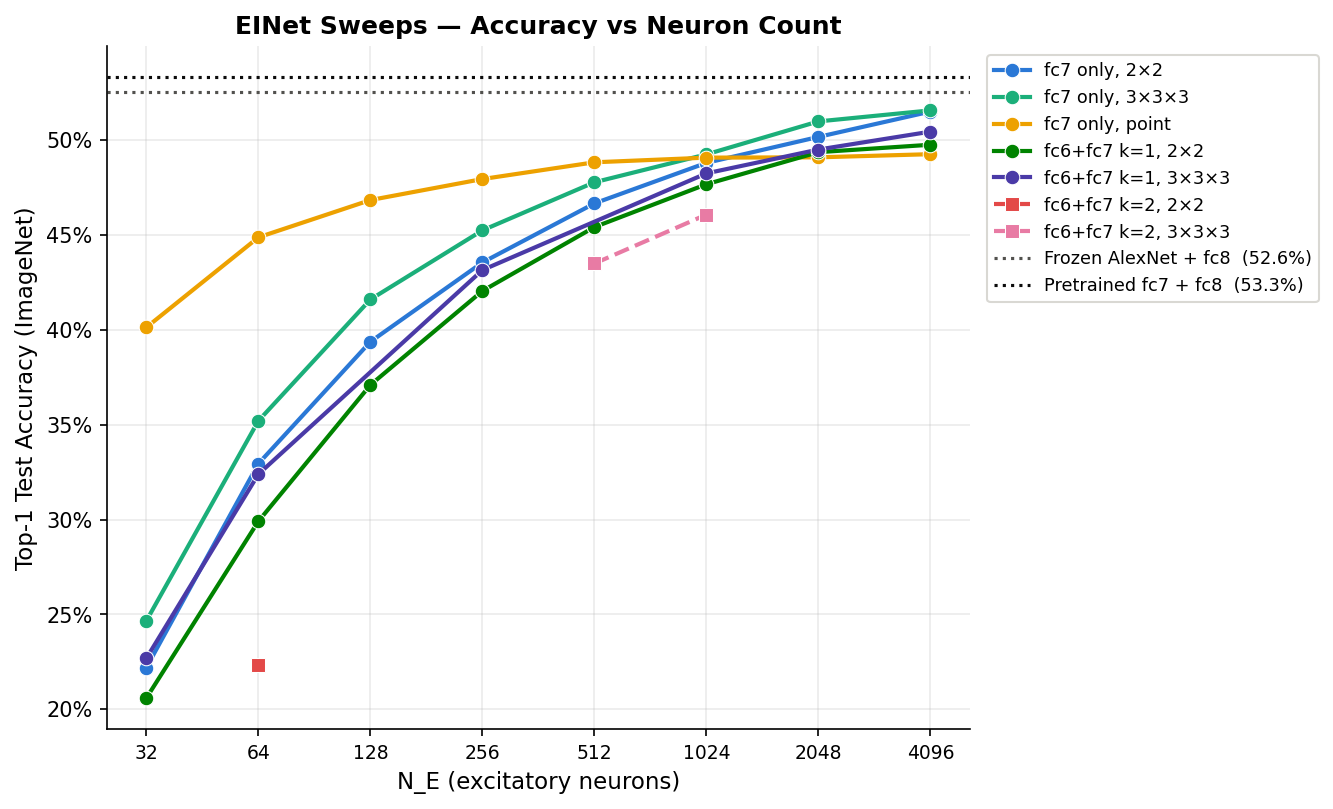 EINet Sweeps — Accuracy vs Neuron Count
Top-1 Test Accuracy (ImageNet)
50%
45%
40%
35%
30%
25%
20%
32 64 128 256 512 1024 2048 4096
N_E (excitatory neurons)
fc7 only, 2×2
fc7 only, 3×3×3
fc7 only, point
fc6+fc7 k=1, 2×2
fc6+fc7 k=1, 3×3×3
fc6+fc7 k=2, 2×2
fc6+fc7 k=2, 3×3×3
Frozen AlexNet + fc8 (52.6%)
Pretrained fc7 + fc8 (53.3%)